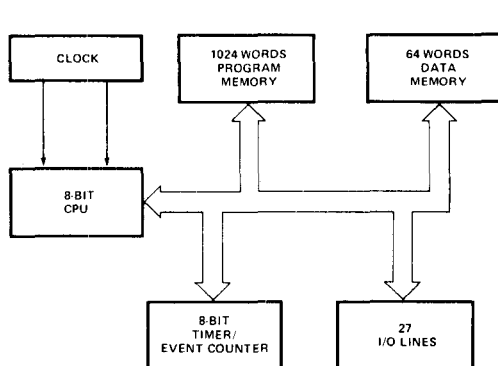 CLOCK
1024 WORDS
PROGRAM
MEMORY
64 WORDS
DATA
MEMORY
8-BIT
CPU
8-BIT
TIMER/
EVENT COUNTER
27
I/O LINES